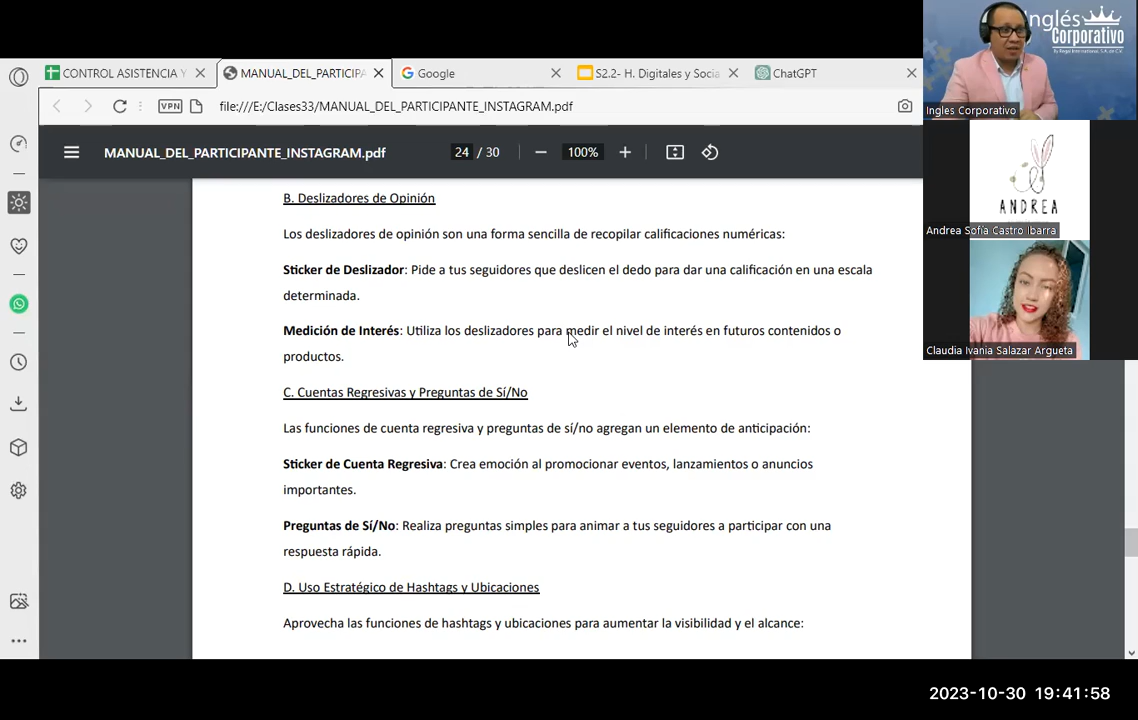 Inglés
Corporativo
By Regal International, S.A. de C.V.
Ingles Corporativo
CONTROL ASISTENCIA Y
MANUAL_DEL_PARTICIPA
Google
S2.2- H. Digitales y Socia
ChatGPT
VPN
file:///E:/Clases33/MANUAL_DEL_PARTICIPANTE_INSTAGRAM.pdf
MANUAL_DEL_PARTICIPANTE_INSTAGRAM.pdf
24 / 30
100%
ANDREA
Andrea Sofía Castro Ibarra
Claudia Ivania Salazar Argueta
B. Deslizadores de Opinión
Los deslizadores de opinión son una forma sencilla de recopilar calificaciones numéricas:
Sticker de Deslizador: Pide a tus seguidores que deslicen el dedo para dar una calificación en una escala
determinada.
Medición de Interés: Utiliza los deslizadores para medir el nivel de interés en futuros contenidos o
productos.
C. Cuentas Regresivas y Preguntas de Sí/No
Las funciones de cuenta regresiva y preguntas de sí/no agregan un elemento de anticipación:
Sticker de Cuenta Regresiva: Crea emoción al promocionar eventos, lanzamientos o anuncios
importantes.
Preguntas de Sí/No: Realiza preguntas simples para animar a tus seguidores a participar con una
respuesta rápida.
D. Uso Estratégico de Hashtags y Ubicaciones
Aprovecha las funciones de hashtags y ubicaciones para aumentar la visibilidad y el alcance:
2023-10-30 19:41:58